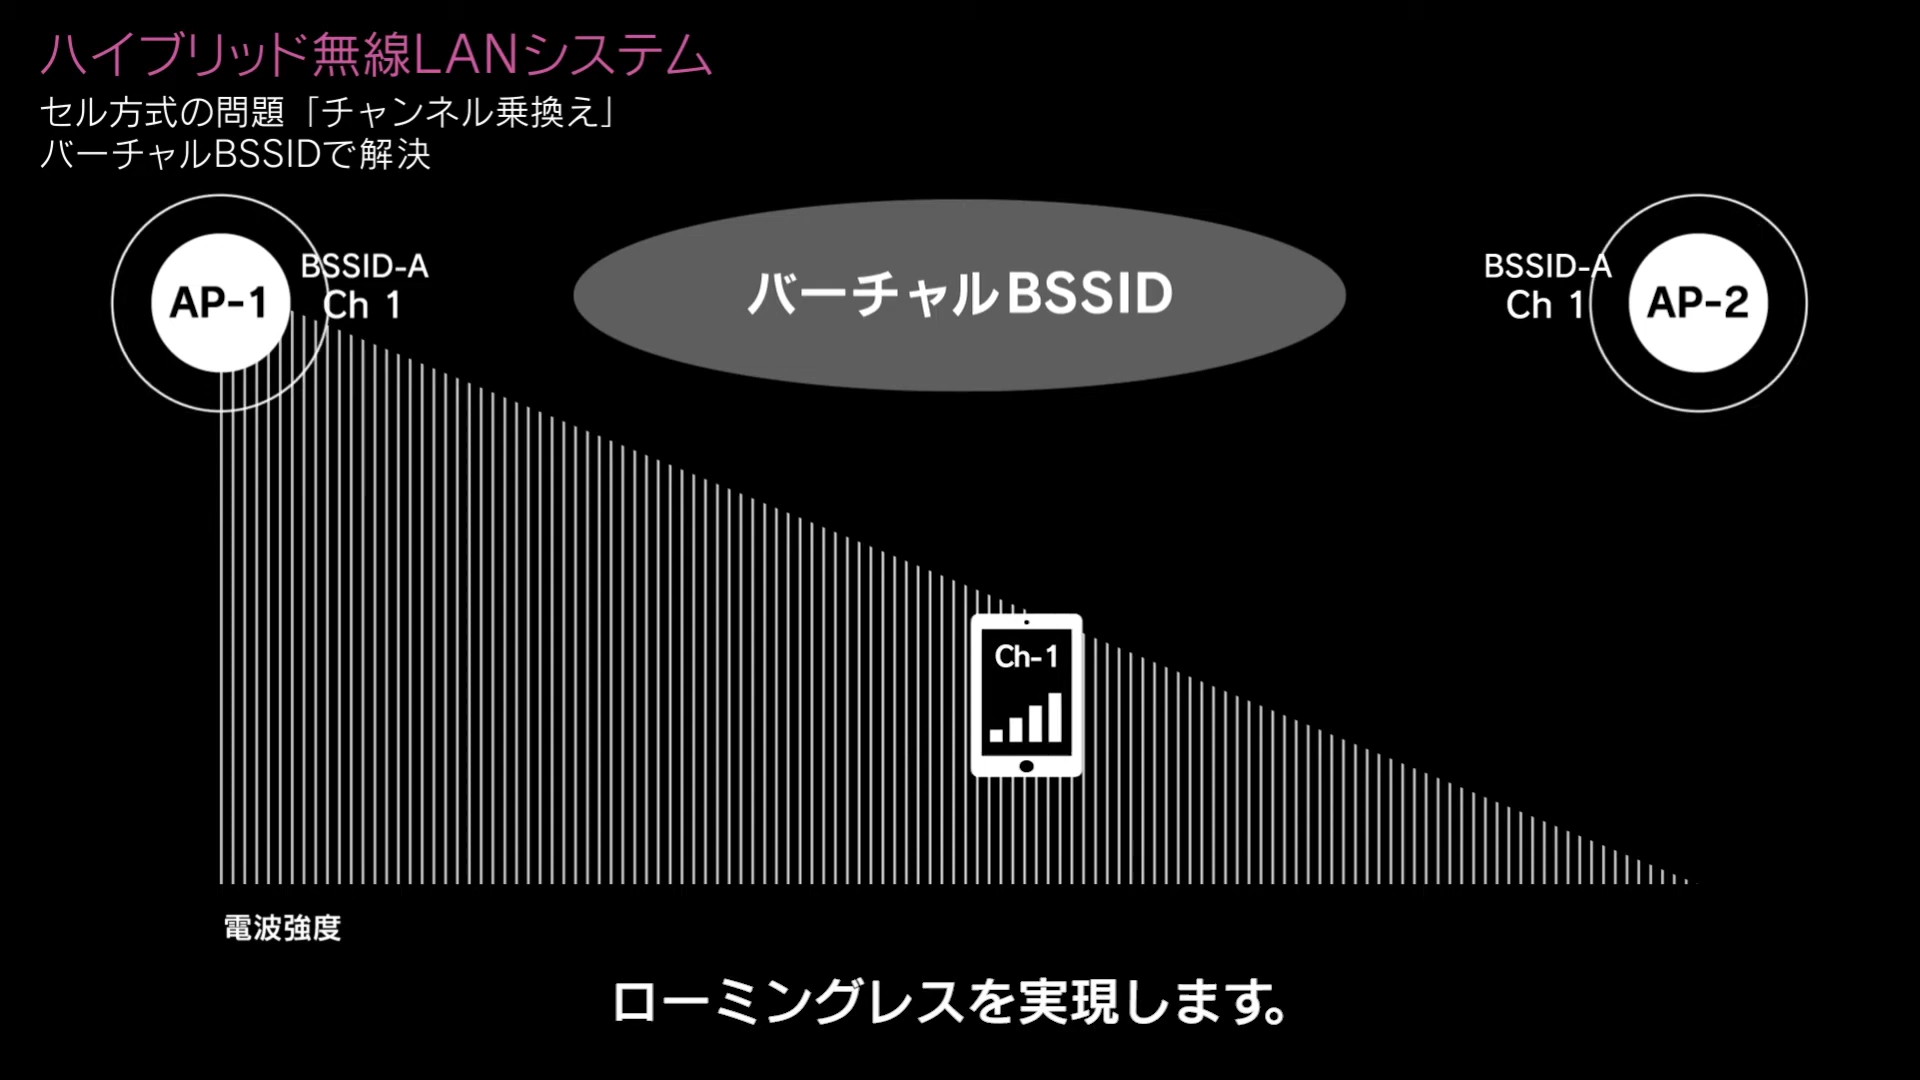 ハイブリッド無線LANシステム
セル方式の問題「チャンネル乗換え」
バーチャルBSSIDで解決
AP-1
BSSID-A
Ch 1
バーチャルBSSID
BSSID-A
Ch 1
AP-2
Ch-1
電波強度
ローミングレスを実現します。